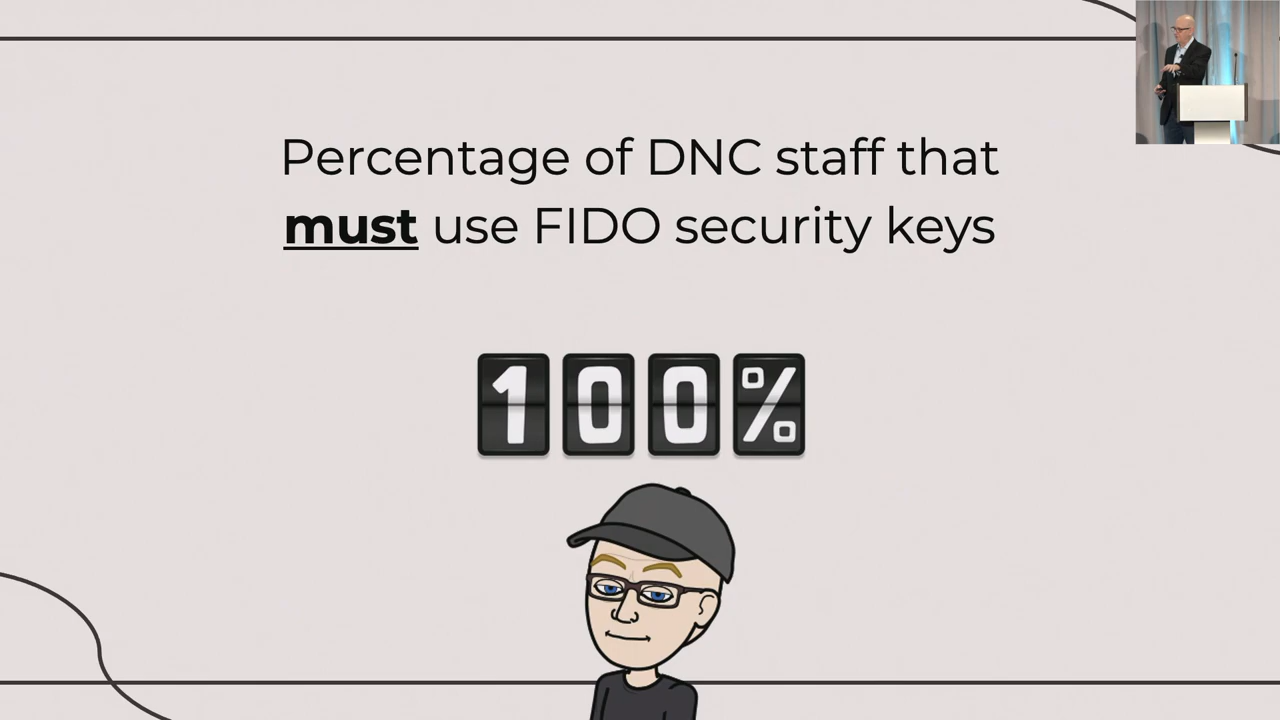 Percentage of DNC staff that
must use FIDO security keys
100%